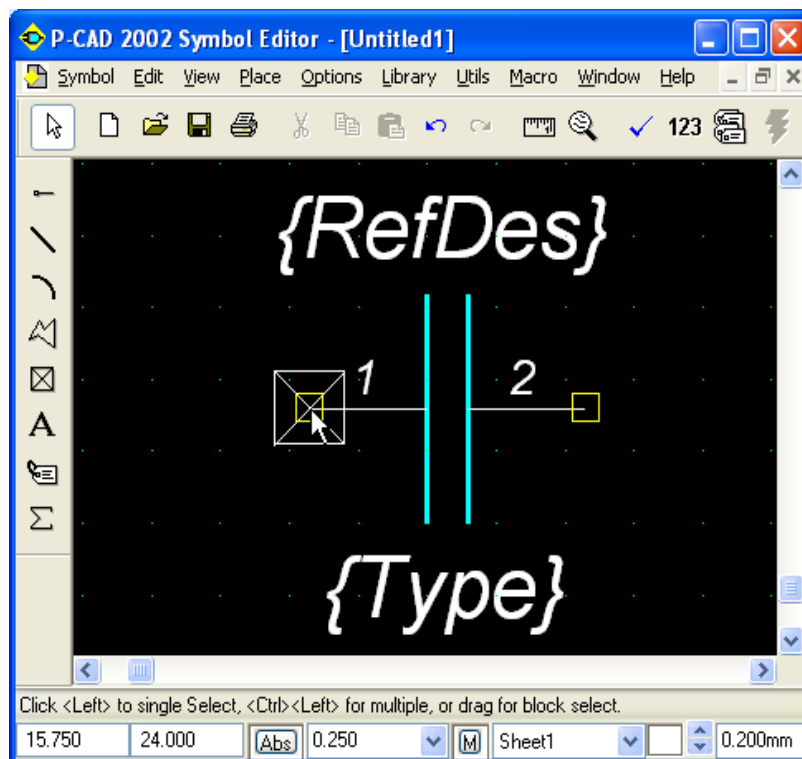 P-CAD 2002 Symbol Editor - [Untitled1]
Symbol Edit View Place Options Library Utils Macro Window Help
123
{RefDes}
1 2
A
{Type}
Click <Left> to single Select, <Ctrl><Left> for multiple, or drag for block select.
15.750 24.000 Abs 0.250 M Sheet1 0.200mm